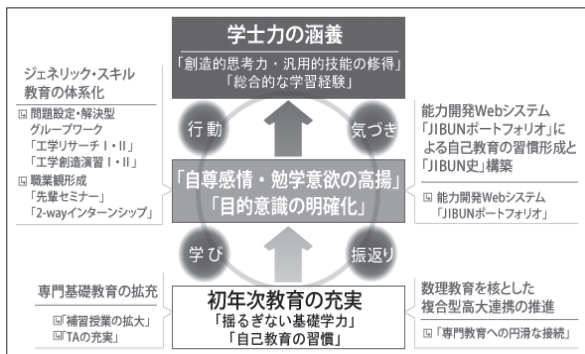 学士力の涵養
「創造的思考力・汎用的技能の修得」
「総合的な学習経験」
ジェネリック・スキル
教育の体系化
問題設定・解決型
グループワーク
「工学リサーチⅠ・Ⅱ」
「工学創造演習Ⅰ・Ⅱ」
職業観形成
「先輩セミナー」
「2-wayインターンシップ」
行動
気づき
能力開発Webシステム
「JIBUNポートフォリオ」に
よる自己教育の習慣形成と
「JIBUN史」構築
能力開発Webシステム
「JIBUNポートフォリオ」
「自尊感情・勉学意欲の高揚」
「目的意識の明確化」
学び
振返り
専門基礎教育の拡充
「補習授業の拡大」
「TAの充実」
初年次教育の充実
「揺るぎない基礎学力」
「自己教育の習慣」
数理教育を核とした
複合型高大連携の推進
「専門教育への円滑な接続」